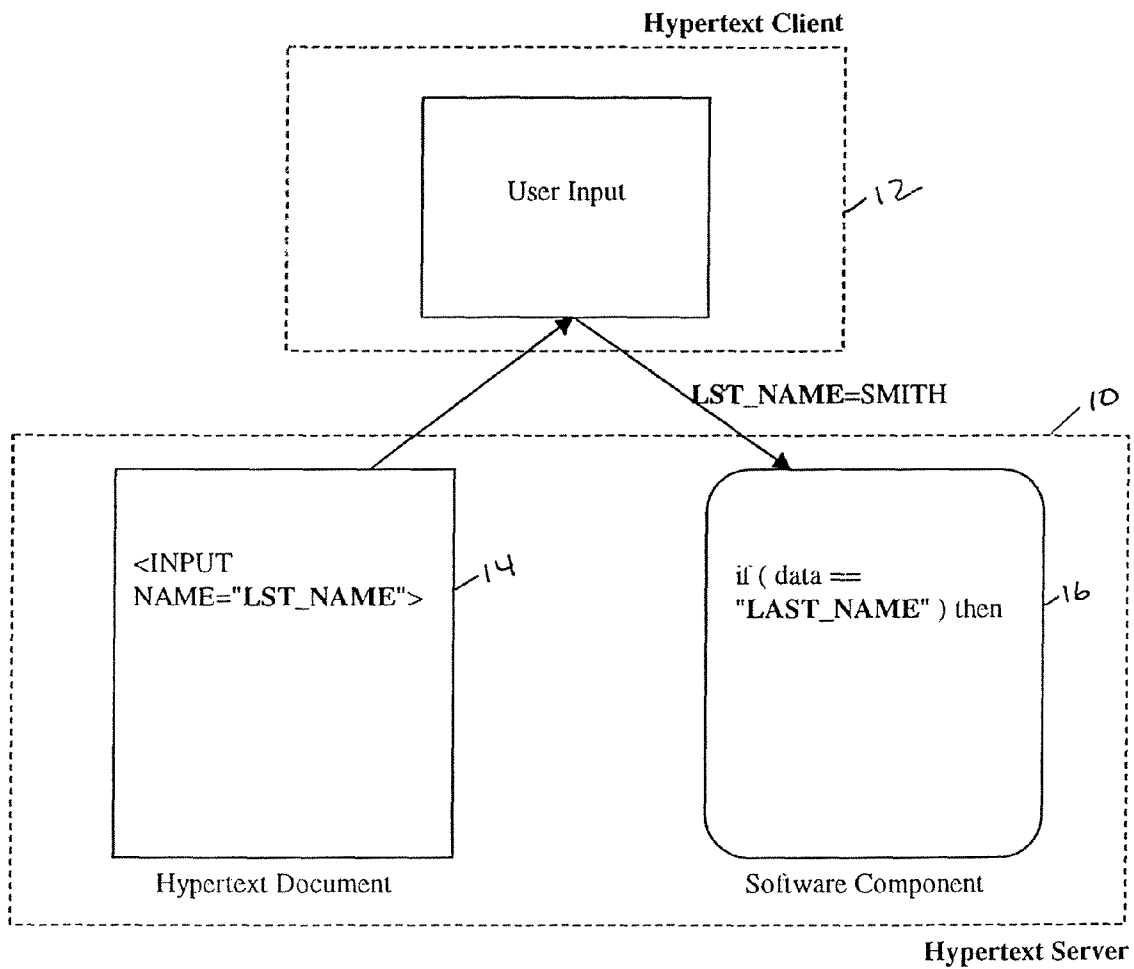 Hypertext Client
User Input
12
LST_NAME=SMITH
10
<INPUT
NAME="LST_NAME">
14
if ( data ==
"LAST_NAME" ) then
16
Hypertext Document
Software Component
Hypertext Server